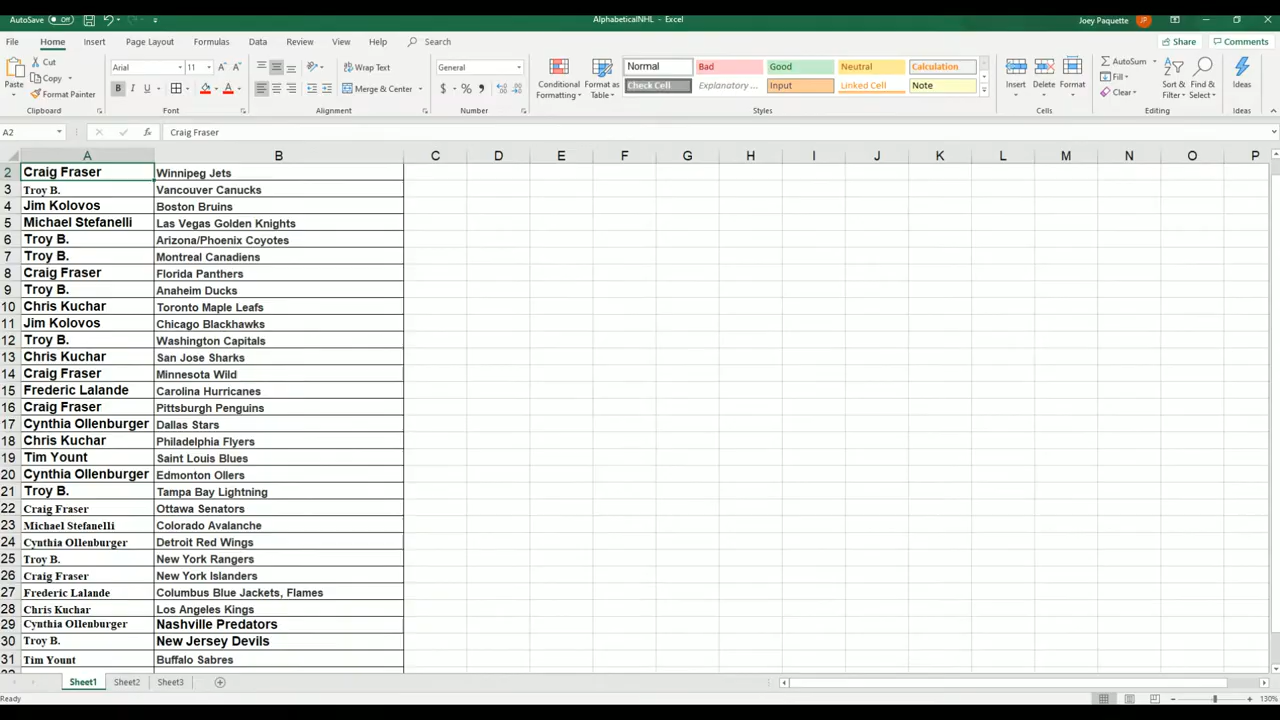 AutoSave Off AlphabeticalNHL - Excel Joey Paquette JP
File Home Insert Page Layout Formulas Data Review View Help Search Share Comments
Paste Cut Copy Format Painter Clipboard
Arial 11 B I U Font
Wrap Text Merge & Center Alignment
General $ % Number
Conditional Formatting Format as Table
Normal Bad Good Neutral Calculation
Check Cell Explanatory ... Input Linked Cell Note
Styles
Insert Delete Format Cells
AutoSum Fill Clear Sort & Filter Find & Select Editing
Ideas Ideas
A2 fx Craig Fraser
A B C D E F G H I J K L M N O P
2 Craig Fraser Winnipeg Jets
3 Troy B. Vancouver Canucks
4 Jim Kolovos Boston Bruins
5 Michael Stefanelli Las Vegas Golden Knights
6 Troy B. Arizona/Phoenix Coyotes
7 Troy B. Montreal Canadiens
8 Craig Fraser Florida Panthers
9 Troy B. Anaheim Ducks
10 Chris Kuchar Toronto Maple Leafs
11 Jim Kolovos Chicago Blackhawks
12 Troy B. Washington Capitals
13 Chris Kuchar San Jose Sharks
14 Craig Fraser Minnesota Wild
15 Frederic Lalande Carolina Hurricanes
16 Craig Fraser Pittsburgh Penguins
17 Cynthia Ollenburger Dallas Stars
18 Chris Kuchar Philadelphia Flyers
19 Tim Yount Saint Louis Blues
20 Cynthia Ollenburger Edmonton Ollers
21 Troy B. Tampa Bay Lightning
22 Craig Fraser Ottawa Senators
23 Michael Stefanelli Colorado Avalanche
24 Cynthia Ollenburger Detroit Red Wings
25 Troy B. New York Rangers
26 Craig Fraser New York Islanders
27 Frederic Lalande Columbus Blue Jackets, Flames
28 Chris Kuchar Los Angeles Kings
29 Cynthia Ollenburger Nashville Predators
30 Troy B. New Jersey Devils
31 Tim Yount Buffalo Sabres
Sheet1 Sheet2 Sheet3
Ready 130%